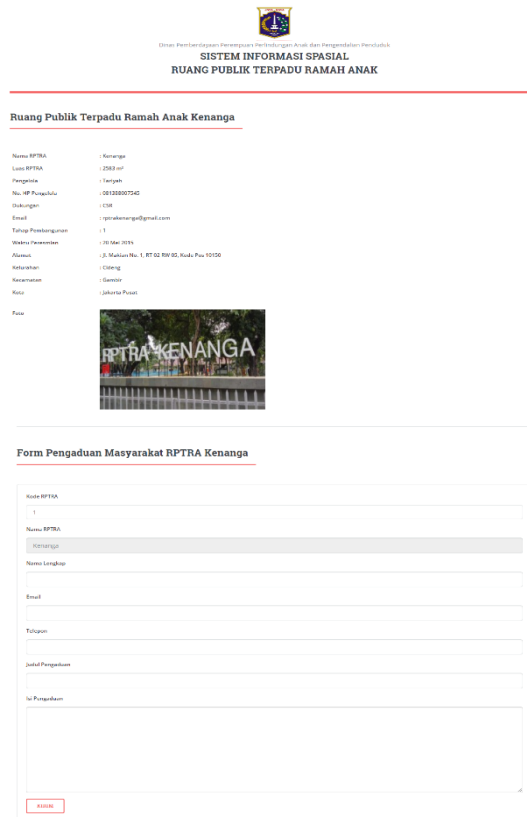 Dinas Pemberdayaan Perempuan Perlindungan Anak dan Pengendalian Penduduk
SISTEM INFORMASI SPASIAL
RUANG PUBLIK TERPADU RAMAH ANAK
Ruang Publik Terpadu Ramah Anak Kenanga
Nama RPTRA : Kenanga
Luas RPTRA : 2563 m²
Pengelola : Tariyah
No. HP Pengelola
Dukungan : CSR
Email : rptrakenanga@gmail.com
Tahap Pembangunan : 1
Waktu Peresmian : 26 Mei 2015
Alamat : Jl. Makian No. 1, RT 02 RW 05, Kode Pos 10150
Kelurahan : Cideng
Kecamatan : Gambir
Kota : Jakarta Pusat
Foto
RPTRA KENANGA
Form Pengaduan Masyarakat RPTRA Kenanga
Kode RPTRA
1
Nama RPTRA
Kenanga
Nama Lengkap
Email
Telepon
Judul Pengaduan
Isi Pengaduan
KIRIM